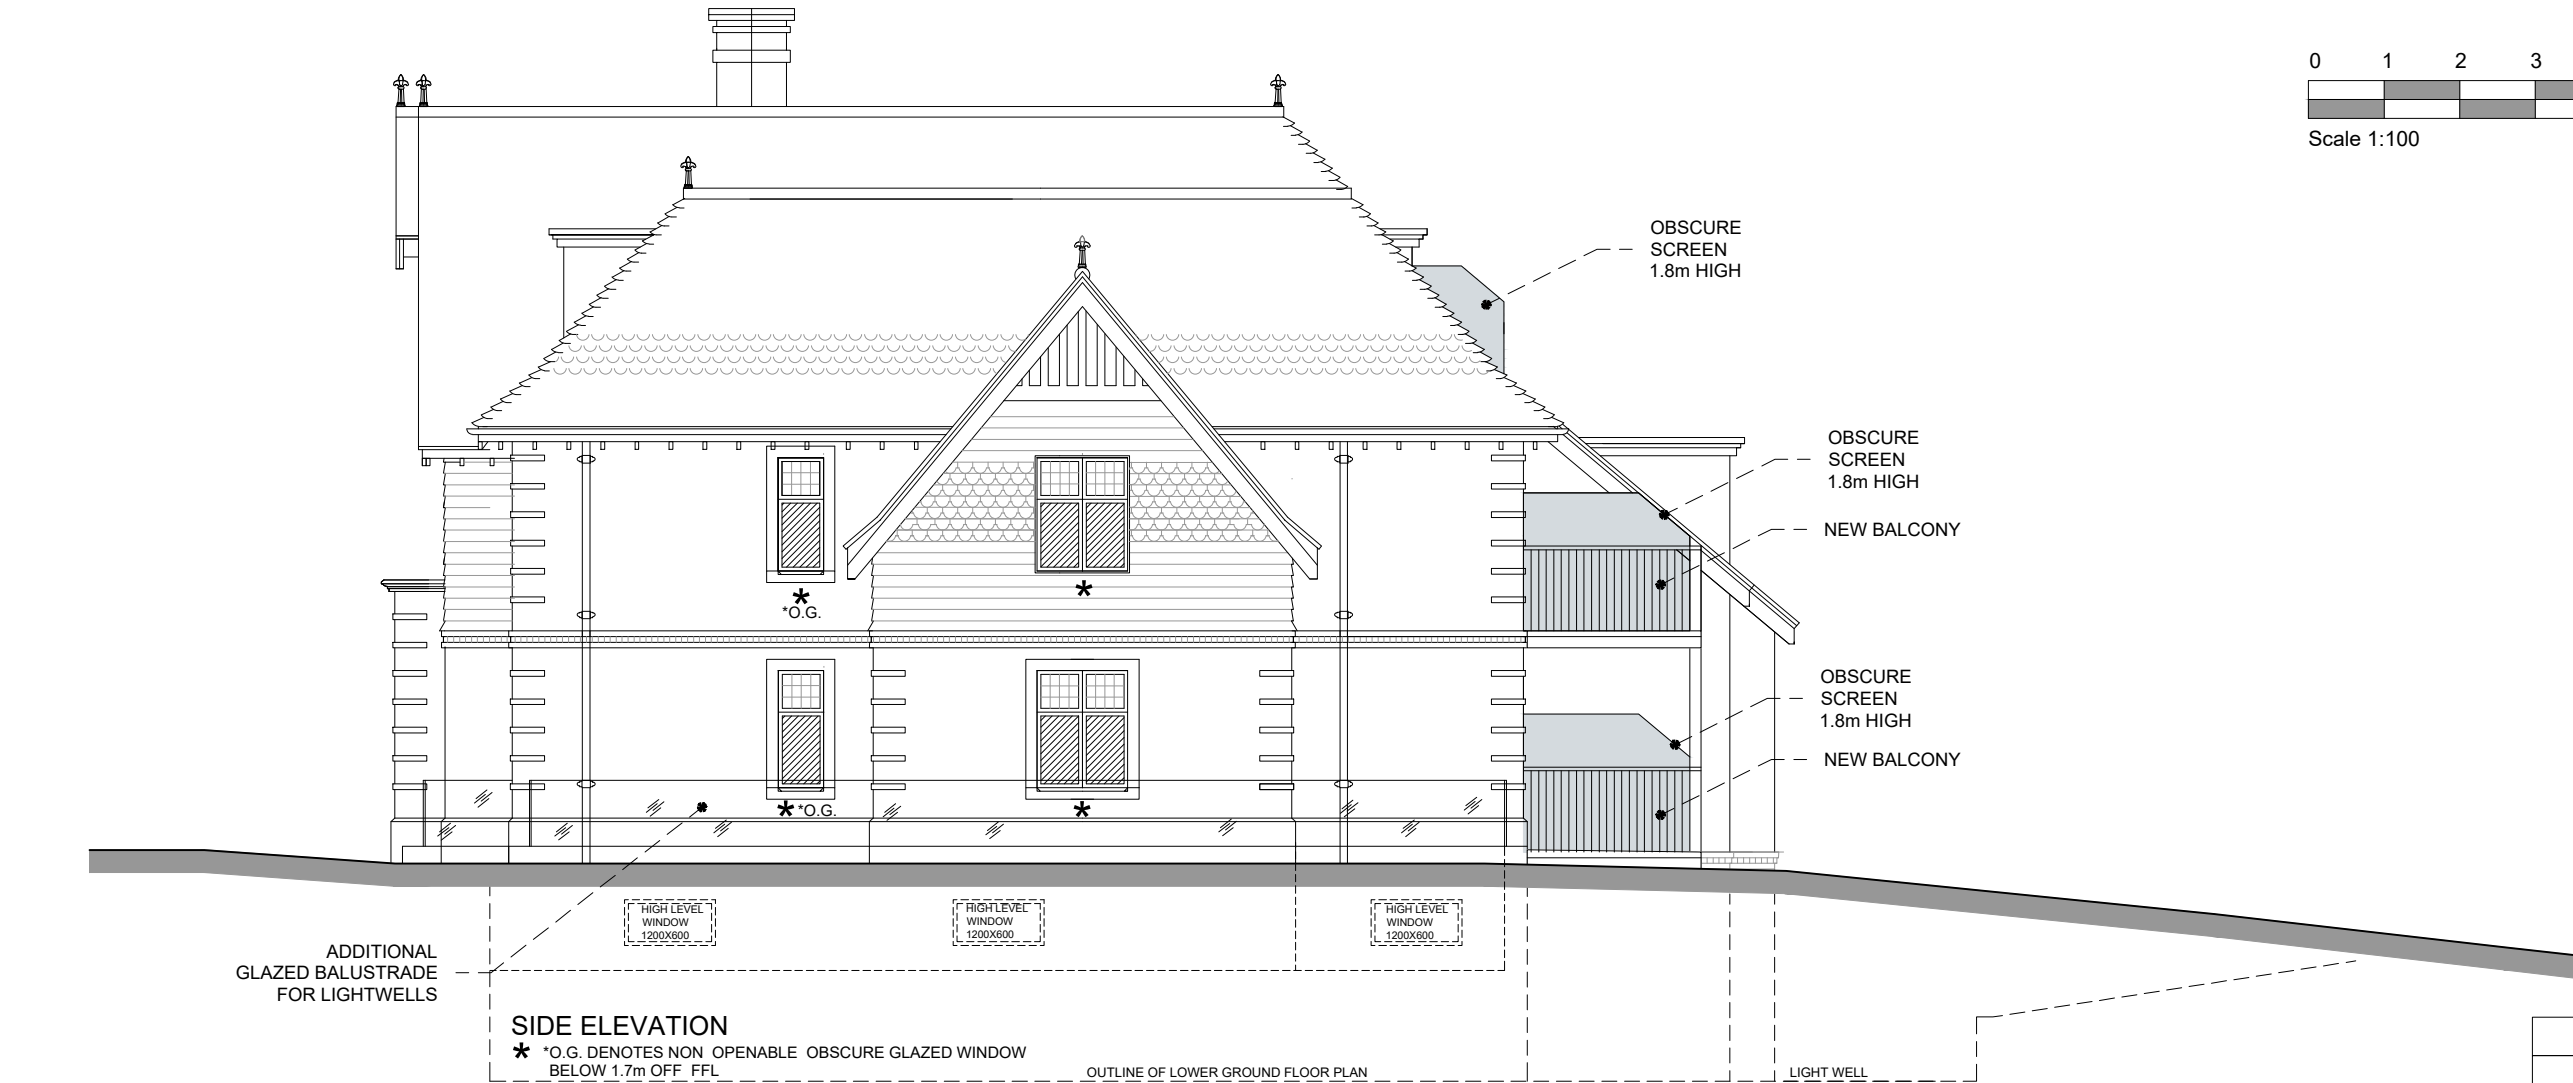 0 1 2 3
Scale 1:100
OBSCURE
SCREEN
1.8m HIGH
OBSCURE
SCREEN
1.8m HIGH
NEW BALCONY
*O.G.
OBSCURE
SCREEN
1.8m HIGH
NEW BALCONY
*O.G.
HIGH LEVEL
WINDOW
1200X600
HIGH LEVEL
WINDOW
1200X600
HIGH LEVEL
WINDOW
1200X600
ADDITIONAL
GLAZED BALUSTRADE
FOR LIGHTWELLS
SIDE ELEVATION
* *O.G. DENOTES NON OPENABLE OBSCURE GLAZED WINDOW
BELOW 1.7m OFF FFL
OUTLINE OF LOWER GROUND FLOOR PLAN
LIGHT WELL